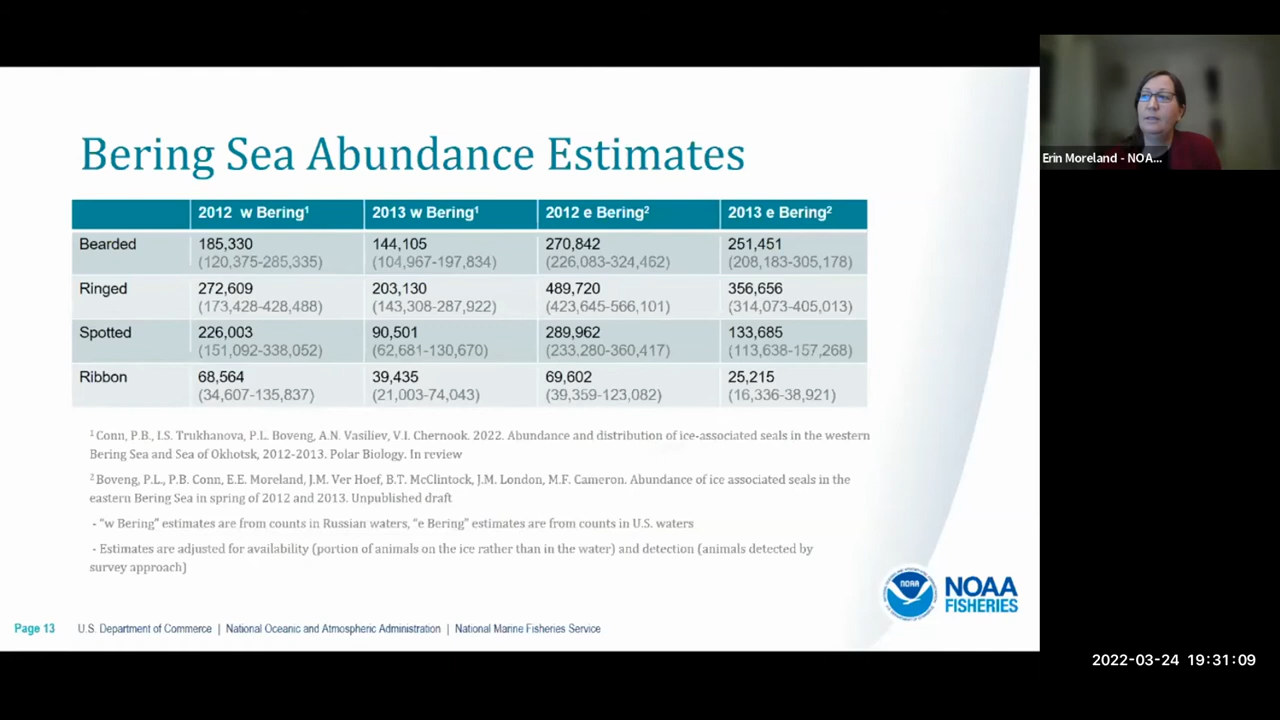 Bering Sea Abundance Estimates
2012 w Bering¹ 2013 w Bering¹ 2012 e Bering² 2013 e Bering²
Bearded 185,330 144,105 270,842 251,451
(120,375-285,335) (104,967-197,834) (226,083-324,462) (208,183-305,178)
Ringed 272,609 203,130 489,720 356,656
(173,428-428,488) (143,308-287,922) (423,645-566,101) (314,073-405,013)
Spotted 226,003 90,501 289,962 133,685
(151,092-338,052) (62,681-130,670) (233,280-360,417) (113,638-157,268)
Ribbon 68,564 39,435 69,602 25,215
(34,607-135,837) (21,003-74,043) (39,359-123,082) (16,336-38,921)
¹ Conn, P.B., I.S. Trukhanova, P.L. Boveng, A.N. Vasiliev, V.I. Chernook. 2022. Abundance and distribution of ice-associated seals in the western
Bering Sea and Sea of Okhotsk, 2012-2013. Polar Biology. In review
² Boveng, P.L., P.B. Conn, E.E. Moreland, J.M. Ver Hoef, B.T. McClintock, J.M. London, M.F. Cameron. Abundance of ice associated seals in the
eastern Bering Sea in spring of 2012 and 2013. Unpublished draft
- “w Bering” estimates are from counts in Russian waters, “e Bering” estimates are from counts in U.S. waters
- Estimates are adjusted for availability (portion of animals on the ice rather than in the water) and detection (animals detected by
survey approach)
NOAA
NOAA
FISHERIES
Page 13 U.S. Department of Commerce | National Oceanic and Atmospheric Administration | National Marine Fisheries Service
Erin Moreland - NOA...
2022-03-24 19:31:09